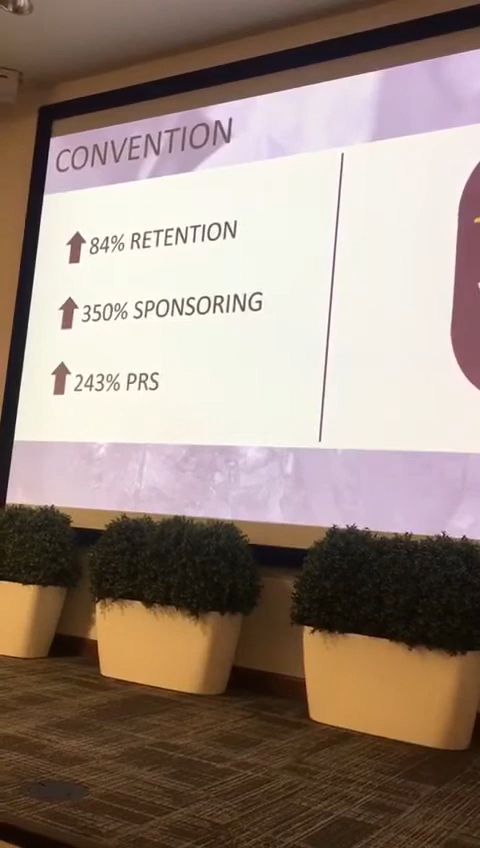 CONVENTION
84% RETENTION
350% SPONSORING
243% PRS